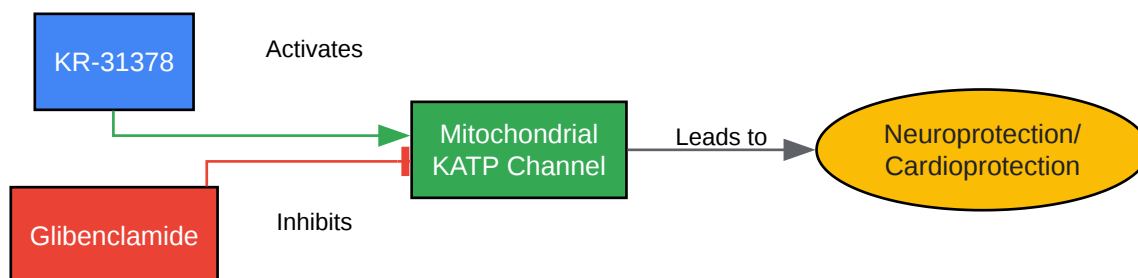 KR-31378
Activates
Mitochondrial
KATP Channel
Leads to
Neuroprotection/
Cardioprotection
Glibenclamide
Inhibits